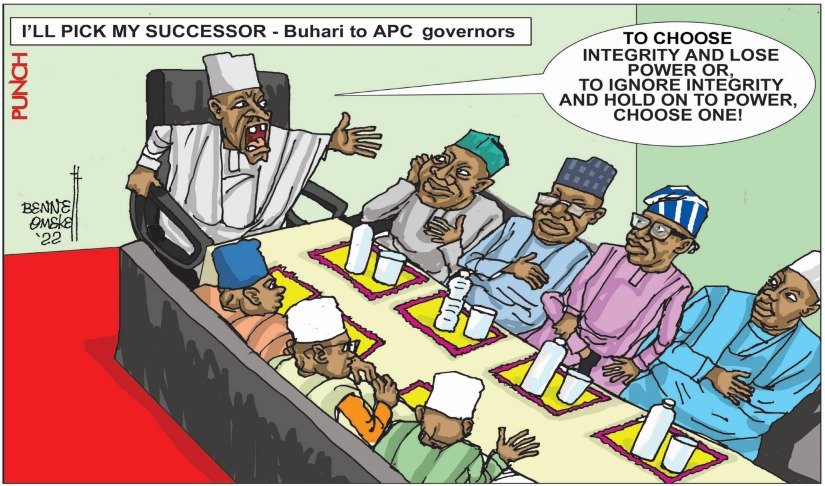 I'LL PICK MY SUCCESSOR - Buhari to APC governors
PUNCH
TO CHOOSE
INTEGRITY AND LOSE
POWER OR,
TO IGNORE INTEGRITY
AND HOLD ON TO POWER,
CHOOSE ONE!
BENNE
OMEKE
'22